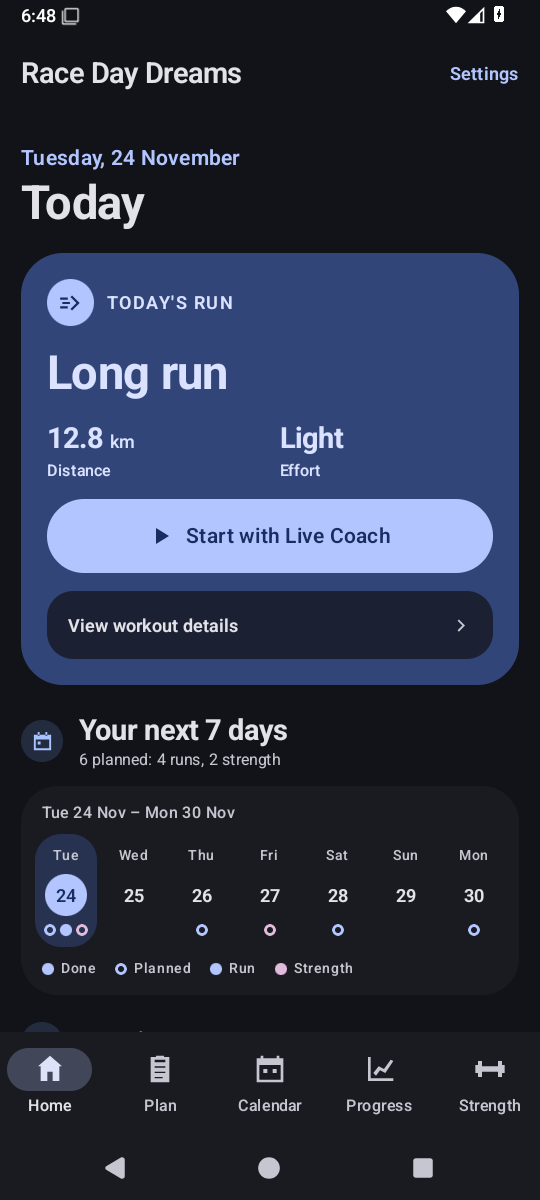 6:48
Race Day Dreams
Settings
Tuesday, 24 November
Today
TODAY'S RUN
Long run
12.8 km
Light
Distance
Effort
Start with Live Coach
View workout details
Your next 7 days
6 planned: 4 runs, 2 strength
Tue 24 Nov – Mon 30 Nov
Tue Wed Thu Fri Sat Sun Mon
24 25 26 27 28 29 30
Done Planned Run Strength
Home Plan Calendar Progress Strength